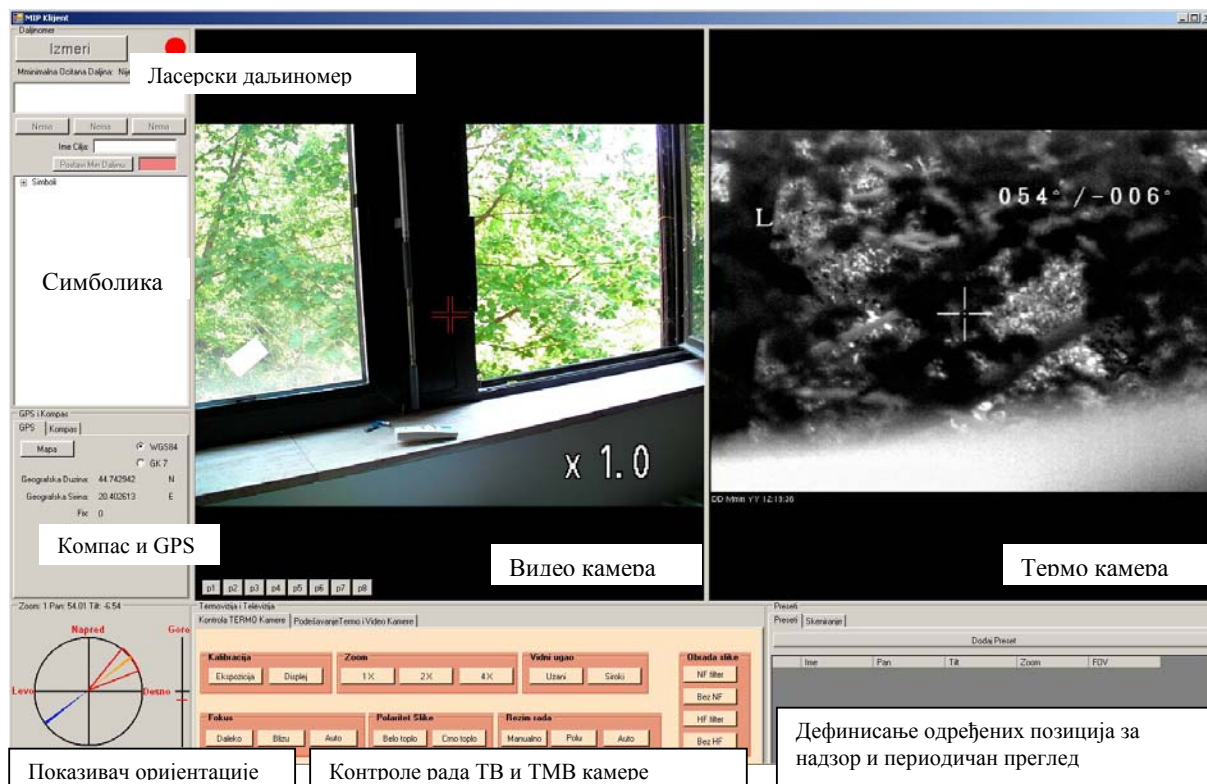 MIP Klijent
Daljinomer
Izmeri
Mminimalna Ocitana Daljina: Nije
Ласерски даљиномер
Nema Nema Nema
Ime Cilja:
Postavi Min Daljinu
Simboli
Символика
054° /-006°
L
x 1.0
DD Mmm YY 12:13:36
GPS i Kompas
GPS Kompas
Mapa
WGS84
GK 7
Geografska Duzina: 44.742942 N
Geografska Sirina: 20.402613 E
Fix: 0
Компас и GPS
Видео камера
Термо камера
p1 p2 p3 p4 p5 p6 p7 p8
Zoom: 1 Pan: 54.01 Tilt: -6.54
Napred
Gore
Levo
Desno
Показивач оријентације
Termovizija i Televizija
Kontrola TERMO Kamere PodešavanjeTermo i Video Kamere
Kalibracija
Ekspozicija Displej
Zoom
1X 2X 4X
Vidni ugao
Uzani Siroki
Obrada slike
NF filter
Bez NF
HF filter
Bez HF
Fokus
Daleko Blizu Auto
Polaritet Slike
Belo toplo Crno toplo
Rezim rada
Manualno Polu Auto
Контроле рада ТВ и ТМВ камере
Preseti
Preseti Skeniranje
Dodaj Preset
Ime Pan Tilt Zoom FOV
Дефинисање одређених позиција за
надзор и периодичан преглед